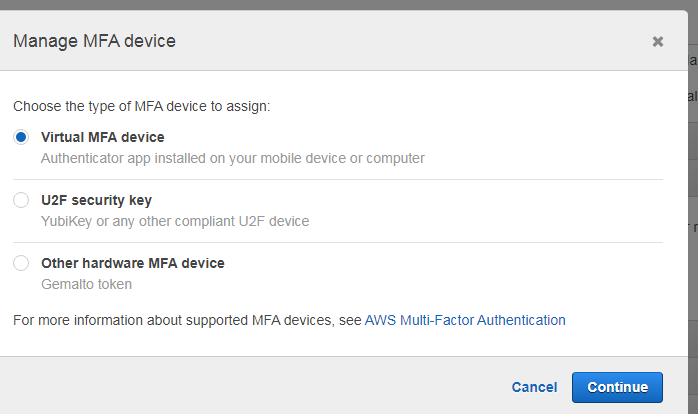 Manage MFA device
Choose the type of MFA device to assign:
Virtual MFA device
Authenticator app installed on your mobile device or computer
U2F security key
YubiKey or any other compliant U2F device
Other hardware MFA device
Gemalto token
For more information about supported MFA devices, see AWS Multi-Factor Authentication
Cancel
Continue